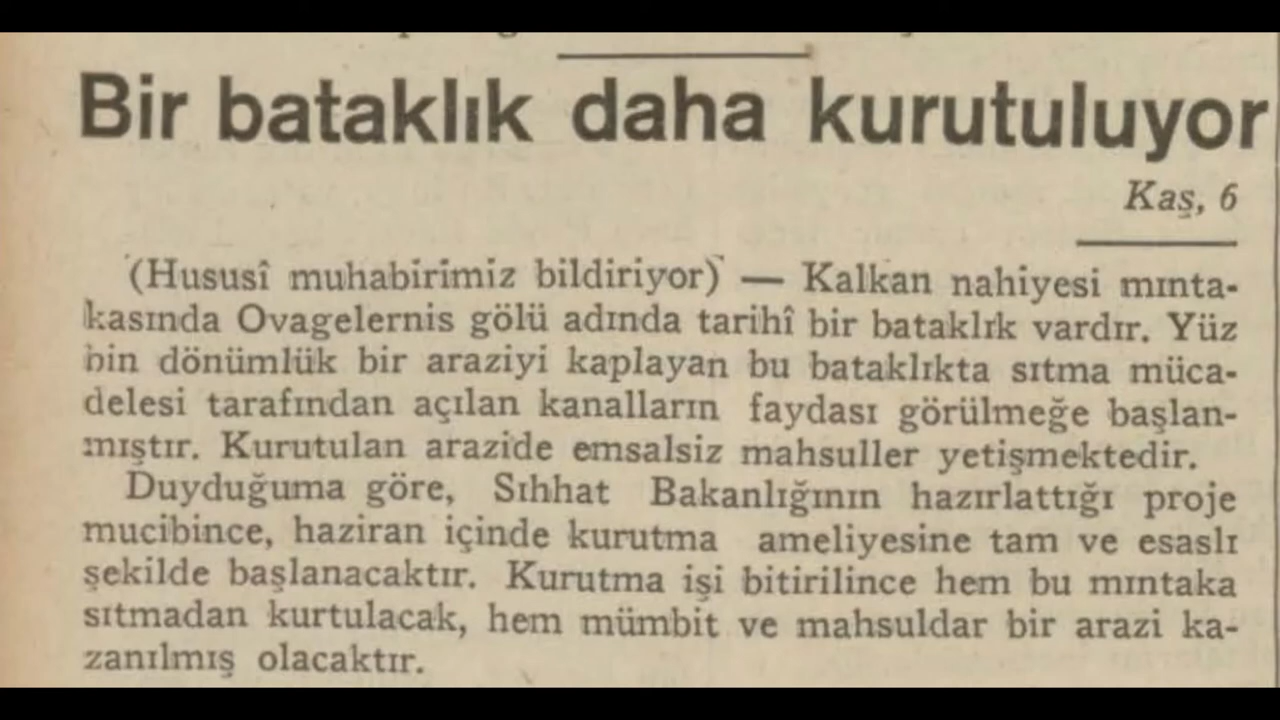 Bir bataklık daha kurutuluyor
Kaş, 6
(Hususî muhabirimiz bildiriyor) — Kalkan nahiyesi mınta-
kasında Ovagelernis gölü adında tarihî bir bataklık vardır. Yüz
bin dönümlük bir araziyi kaplayan bu bataklıkta sıtma müca-
delesi tarafından açılan kanalların faydası görülmeğe başlan-
mıştır. Kurutulan arazide emsalsiz mahsuller yetişmektedir.
Duyduğuma göre, Sıhhat Bakanlığının hazırlattığı proje
mucibince, haziran içinde kurutma ameliyesine tam ve esaslı
şekilde başlanacaktır. Kurutma işi bitirilince hem bu mıntaka
sıtmadan kurtulacak, hem mümbit ve mahsuldar bir arazi ka-
zanılmış olacaktır.